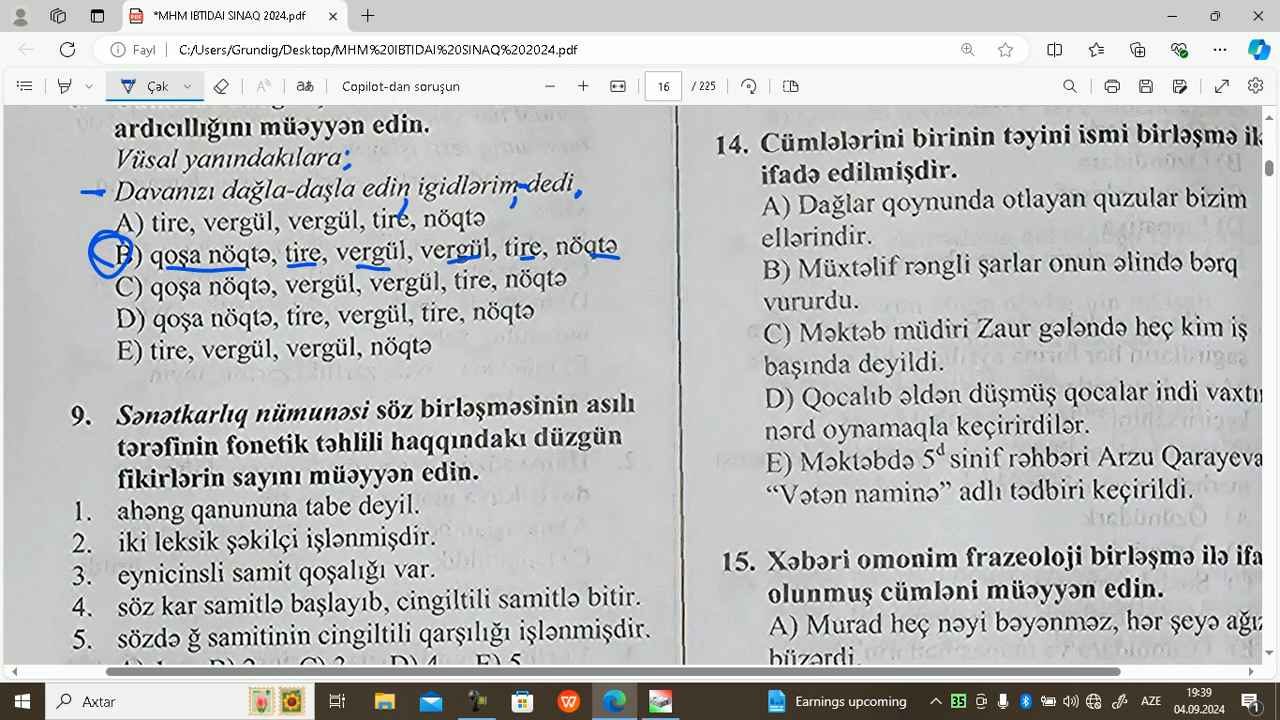 *MHM IBTIDAI SINAQ 2024.pdf
Fayl C:/Users/Grundig/Desktop/MHM%20IBTIDAI%20SINAQ%202024.pdf
Çak Copilot-dan soruşun 16 / 225
ardıcıllığını müəyyən edin.
Vüsal yanındakılara:
– Davamızı dağla-daşla edin, igidlərim,-dedi.
A) tire, vergül, vergül, tire, nöqtə
B) qoşa nöqtə, tire, vergül, vergül, tire, nöqtə
C) qoşa nöqtə, vergül, vergül, tire, nöqtə
D) qoşa nöqtə, tire, vergül, tire, nöqtə
E) tire, vergül, vergül, nöqtə
9. Sənətkarlıq nümunəsi söz birləşməsinin asılı
tərəfinin fonetik təhlili haqqındakı düzgün
fikirlərin sayını müəyyən edin.
1. ahəng qanununa tabe deyil.
2. iki leksik şəkilçi işlənmişdir.
3. eynicinsli samit qoşalığı var.
4. söz kar samitlə başlayıb, cingiltili samitlə bitir.
5. sözdə ğ samitinin cingiltili qarşılığı işlənmişdir.
14. Cümlələrini birinin təyini ismi birləşmə ilə
ifadə edilmişdir.
A) Dağlar qoynunda otlayan quzular bizim
ellərindir.
B) Müxtəlif rəngli şarlar onun əlində bərq
vururdu.
C) Məktəb müdiri Zaur gələndə heç kim iş
başında deyildi.
D) Qocalıb əldən düşmüş qocalar indi vaxtın
nərd oynamaqla keçirirdilər.
E) Məktəbdə 5d sinif rəhbəri Arzu Qarayeva
“Vətən naminə” adlı tədbiri keçirildi.
15. Xəbəri omonim frazeoloji birləşmə ilə ifa
olunmuş cümləni müəyyən edin.
A) Murad heç nəyi bəyənməz, hər şeyə ağız
büzərdi.
Axtar
Earnings upcoming 35 AZE 19:39
04.09.2024